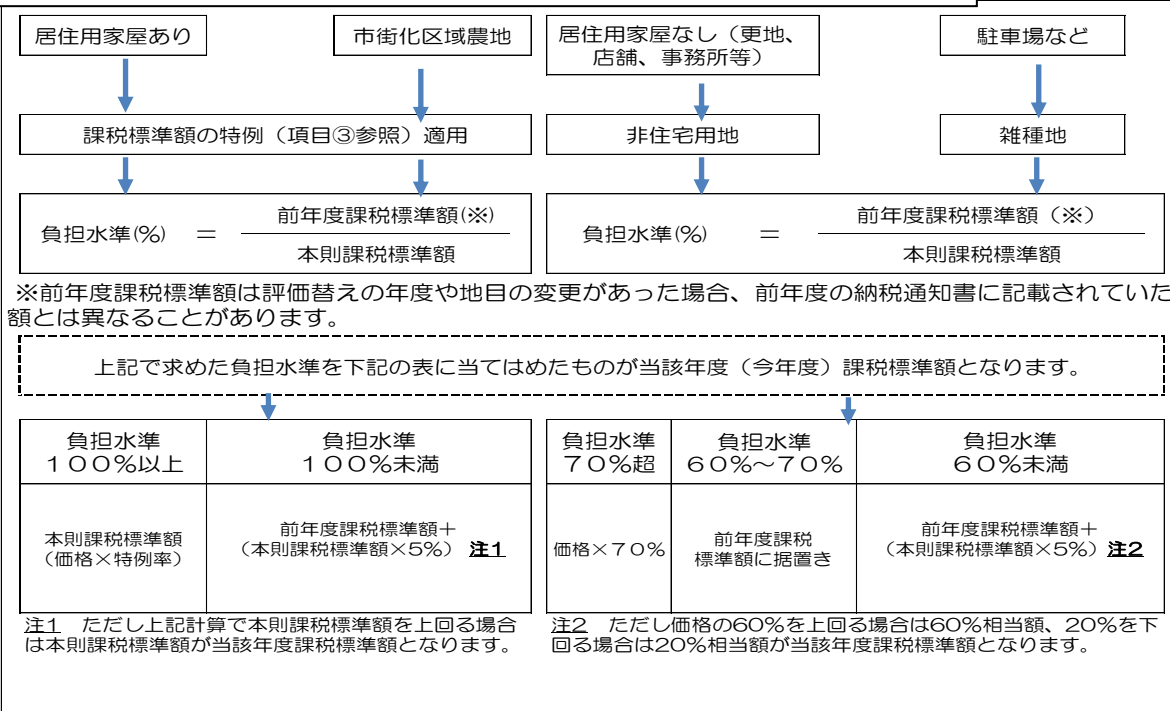 居住用家屋あり
市街化区域農地
居住用家屋なし（更地、
店舗、事務所等）
駐車場など
課税標準額の特例（項目③参照）適用
非住宅用地
雑種地
負担水準(%) ＝ 前年度課税標準額(※)
本則課税標準額
負担水準(%) ＝ 前年度課税標準額（※）
本則課税標準額
※前年度課税標準額は評価替えの年度や地目の変更があった場合、前年度の納税通知書に記載されていた
額とは異なることがあります。
上記で求めた負担水準を下記の表に当てはめたものが当該年度（今年度）課税標準額となります。
負担水準
１００％以上
負担水準
１００％未満
本則課税標準額
（価格×特例率）
前年度課税標準額＋
（本則課税標準額×5％） 注1
負担水準
７０％超
負担水準
６０％～７０％
負担水準
６０％未満
価格×７０％
前年度課税
標準額に据置き
前年度課税標準額＋
（本則課税標準額×5％） 注2
注1　ただし上記計算で本則課税標準額を上回る場合
は本則課税標準額が当該年度課税標準額となります。
注2　ただし価格の60％を上回る場合は60％相当額、20％を下
回る場合は20％相当額が当該年度課税標準額となります。